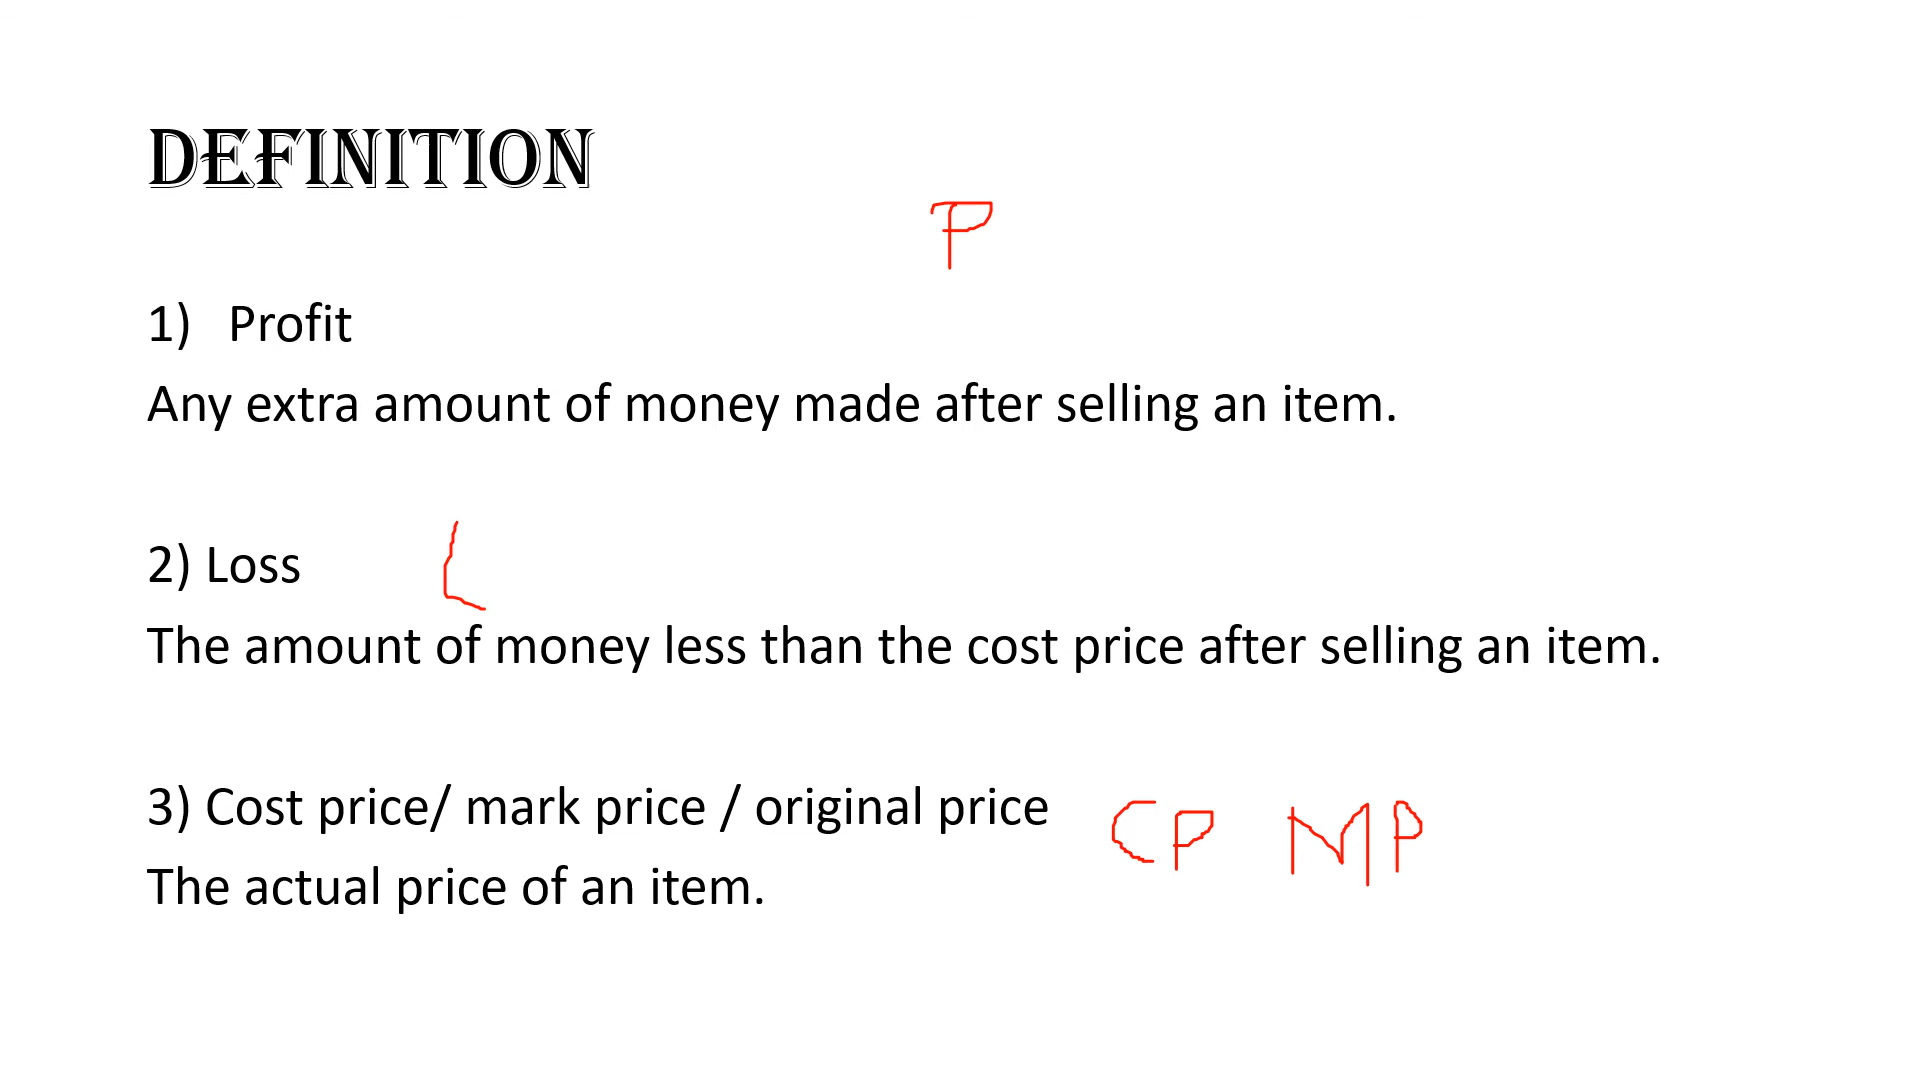 DEFINITION
P
1) Profit
Any extra amount of money made after selling an item.
2) Loss L
The amount of money less than the cost price after selling an item.
3) Cost price/ mark price / original price CP MP
The actual price of an item.